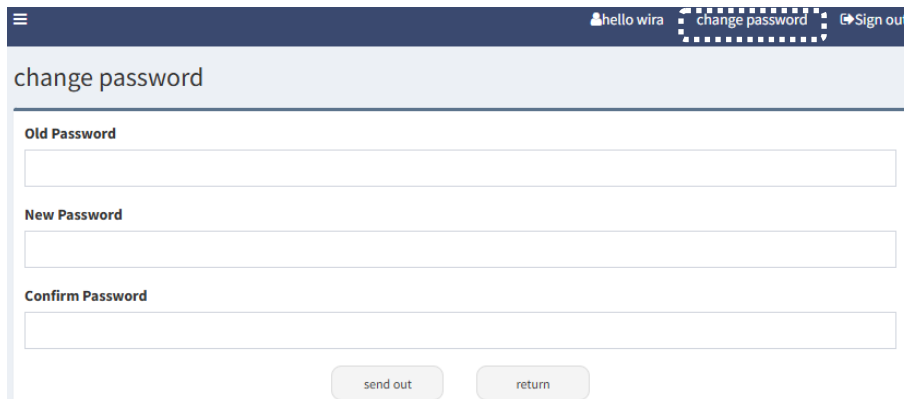 hello wira change password Sign out
change password
Old Password
New Password
Confirm Password
send out return